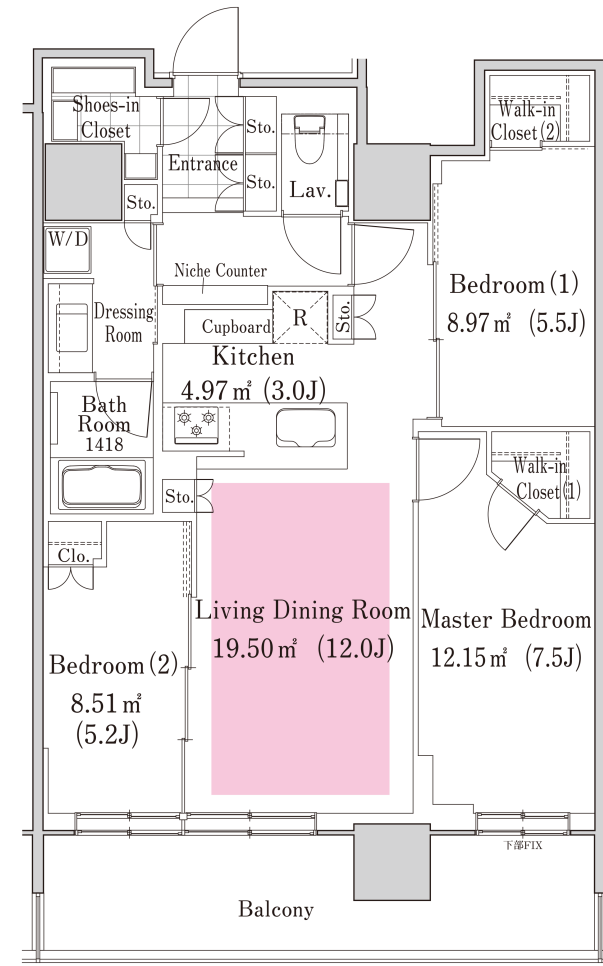 Shoes-in
Closet
Sto.
Entrance
Sto.
Lav.
Walk-in
Closet(2)
Sto.
W/D
Niche Counter
Dressing
Room
Cupboard
R
Sto.
Bedroom(1)
8.97㎡ (5.5J)
Kitchen
4.97㎡ (3.0J)
Bath
Room
1418
Walk-in
Closet(1)
Sto.
Clo.
Living Dining Room
19.50㎡ (12.0J)
Master Bedroom
12.15㎡ (7.5J)
Bedroom(2)
8.51㎡
(5.2J)
下部FIX
Balcony